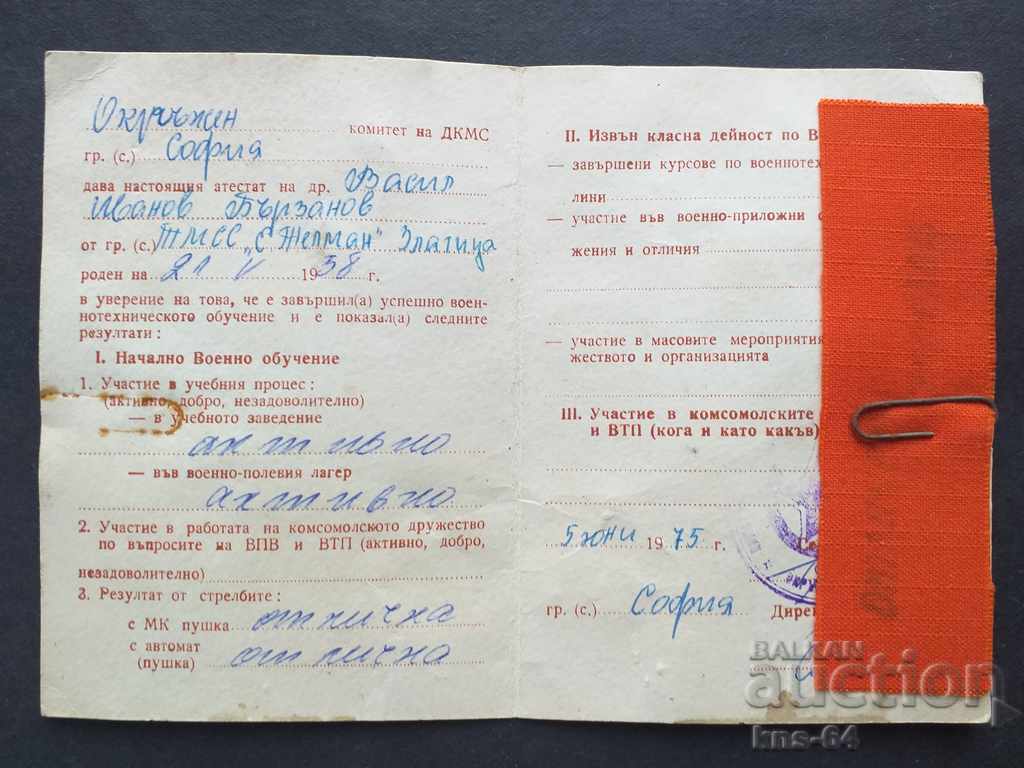 Окръжен комитет на ДКМС
гр. (с.) София
дава настоящия атестат на др. Васил
Иванов Бързанов
от гр. (с.) ТМСС "Е Телман" Златица
роден на 21 V 1958 г.
в уверение на това, че е завършил(а) успешно воен-
нотехническото обучение и е показал(а) следните
резултати:
I. Начално Военно обучение
1. Участие в учебния процес:
(активно, добро, незадоволително)
— в учебното заведение
активно
— във военно-полевия лагер
активно
2. Участие в работата на комсомолското дружество
по въпросите на ВПВ и ВТП (активно, добро,
незадоволително)
3. Резултат от стрелбите:
с МК пушка отлична
с автомат
(пушка) отлична
II. Извън класна дейност по В
— завършени курсове по военнотех
лини
— участие във военно-приложни
жения и отличия
— участие в масовите мероприятия
жеството и организацията
III. Участие в комсомолските
и ВТП (кога и като какъв)
5 юни 1975 г.
гр. (с.) София Дирек
BALKAN
auction
kns-64